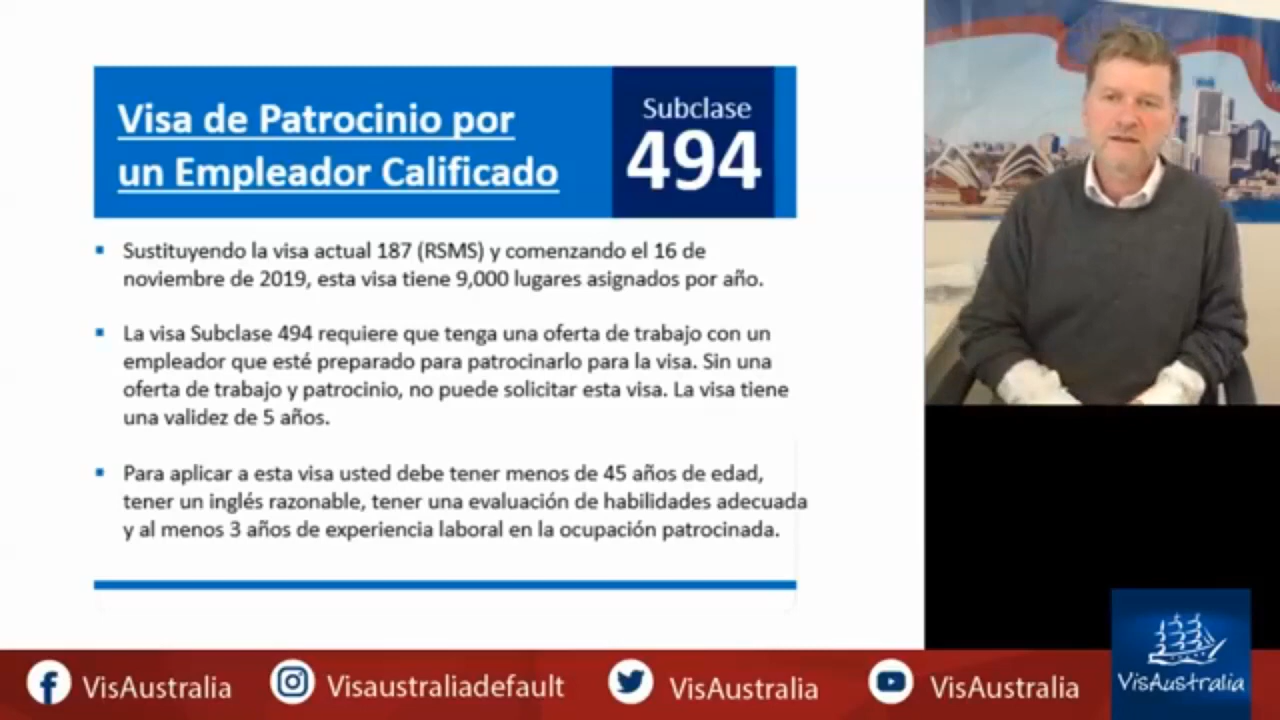 Visa de Patrocinio por
un Empleador Calificado
Subclase
494
Sustituyendo la visa actual 187 (RSMS) y comenzando el 16 de
noviembre de 2019, esta visa tiene 9,000 lugares asignados por año.
La visa Subclase 494 requiere que tenga una oferta de trabajo con un
empleador que esté preparado para patrocinarlo para la visa. Sin una
oferta de trabajo y patrocinio, no puede solicitar esta visa. La visa tiene
una validez de 5 años.
Para aplicar a esta visa usted debe tener menos de 45 años de edad,
tener un inglés razonable, tener una evaluación de habilidades adecuada
y al menos 3 años de experiencia laboral en la ocupación patrocinada.
VisAustralia
Visaustraliadefault
VisAustralia
VisAustralia
VisAustralia